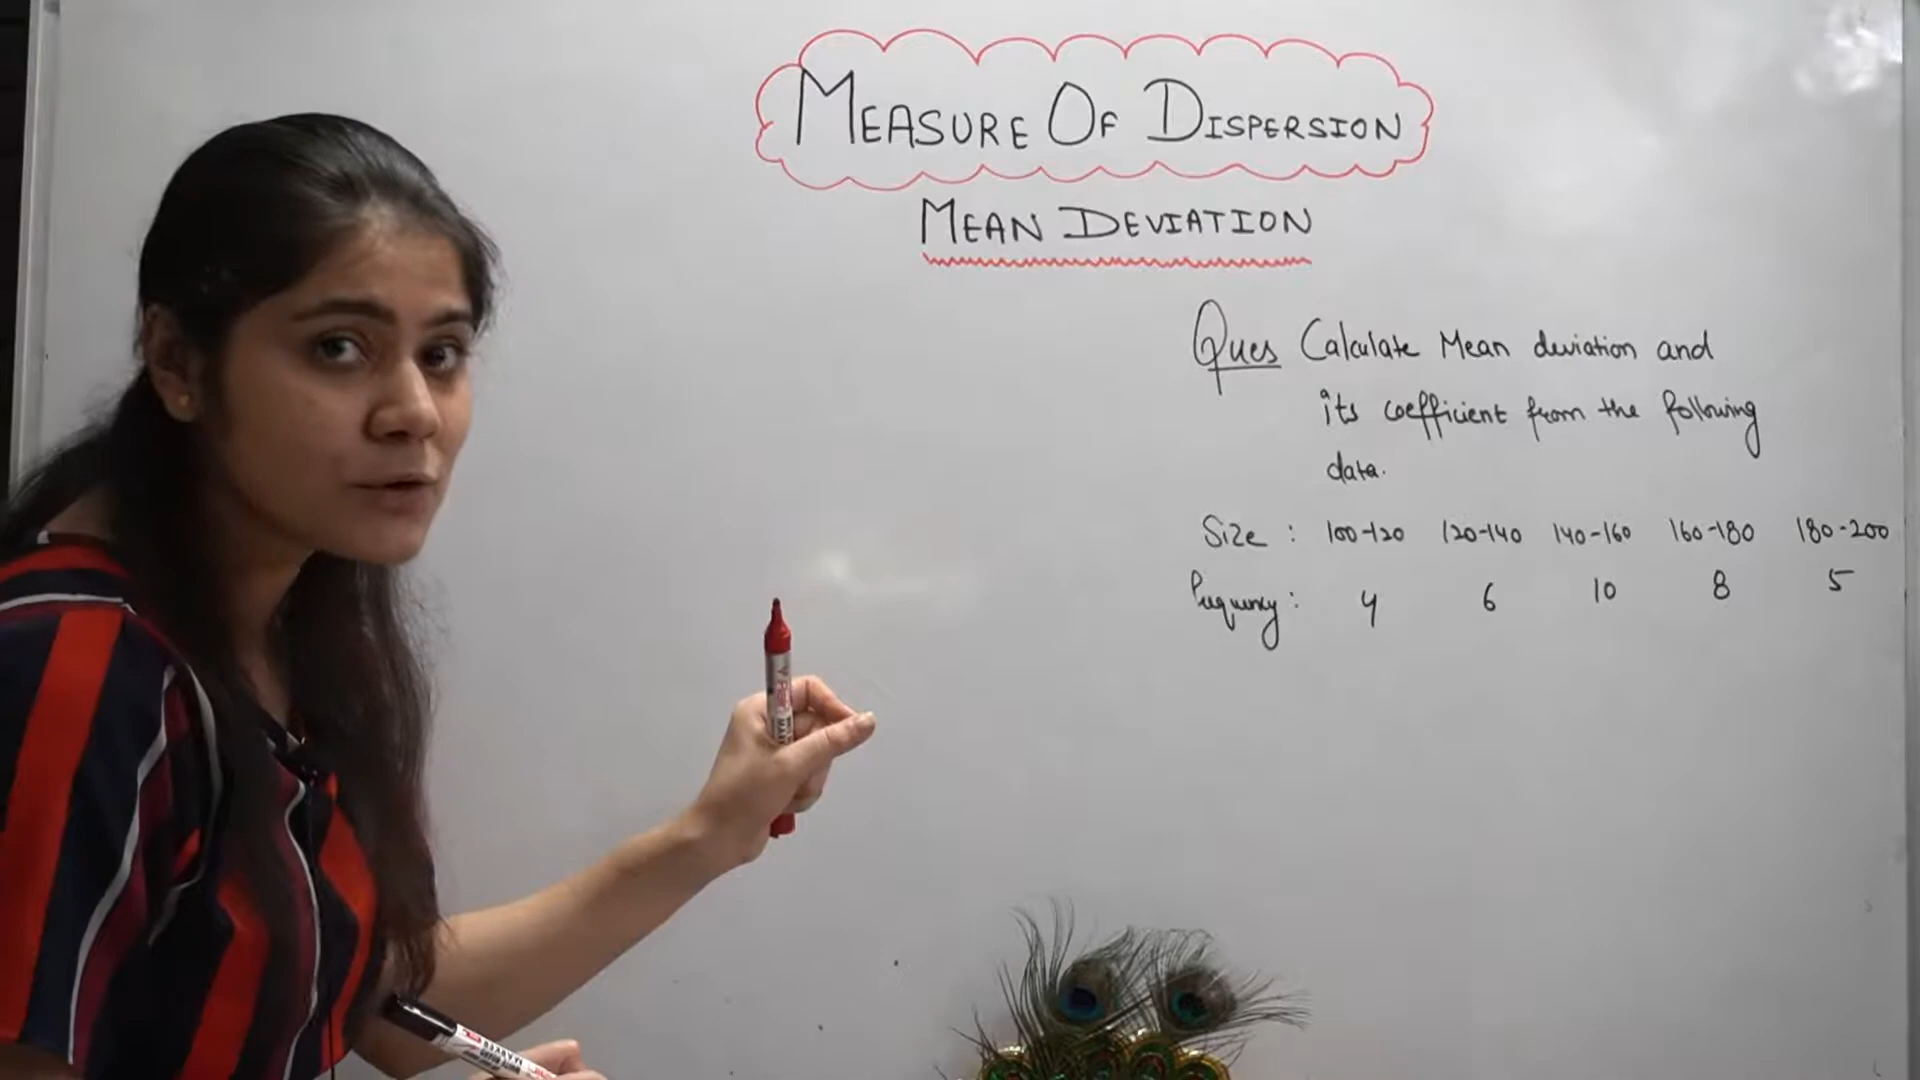 MEASURE OF DISPERSION
MEAN DEVIATION
Ques Calculate Mean deviation and
its coefficient from the following
data.
Size : 100-120 120-140 140-160 160-180 180-200
Frequency : 4 6 10 8 5